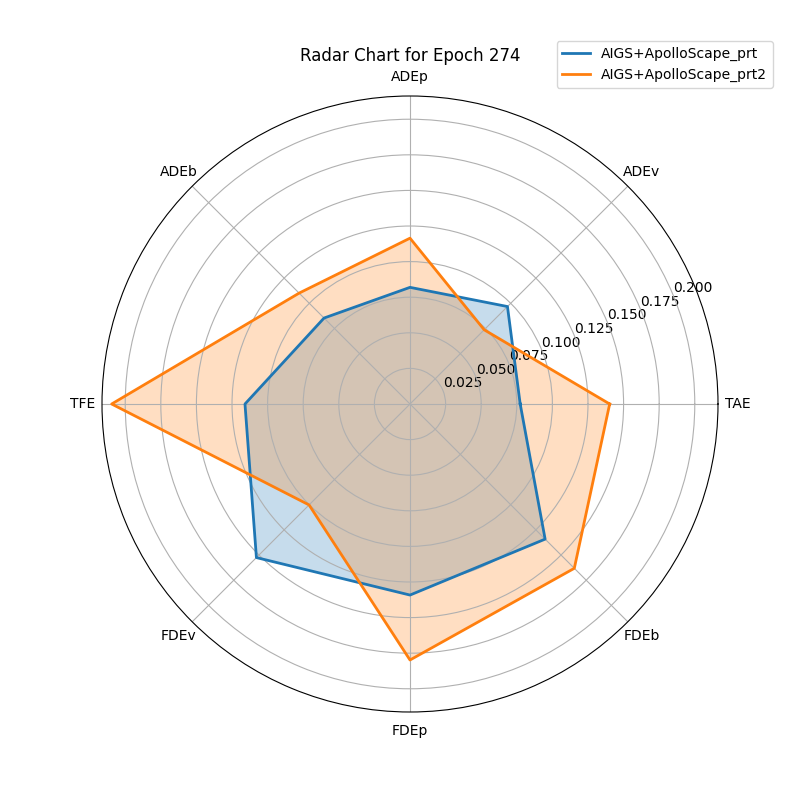 Radar Chart for Epoch 274
AIGS+ApolloScape_prt
AIGS+ApolloScape_prt2
ADEp
ADEb
ADEv
0.200
0.175
0.150
0.125
0.100
0.075
0.050
0.025
TFE
TAE
FDEv
FDEb
FDEp